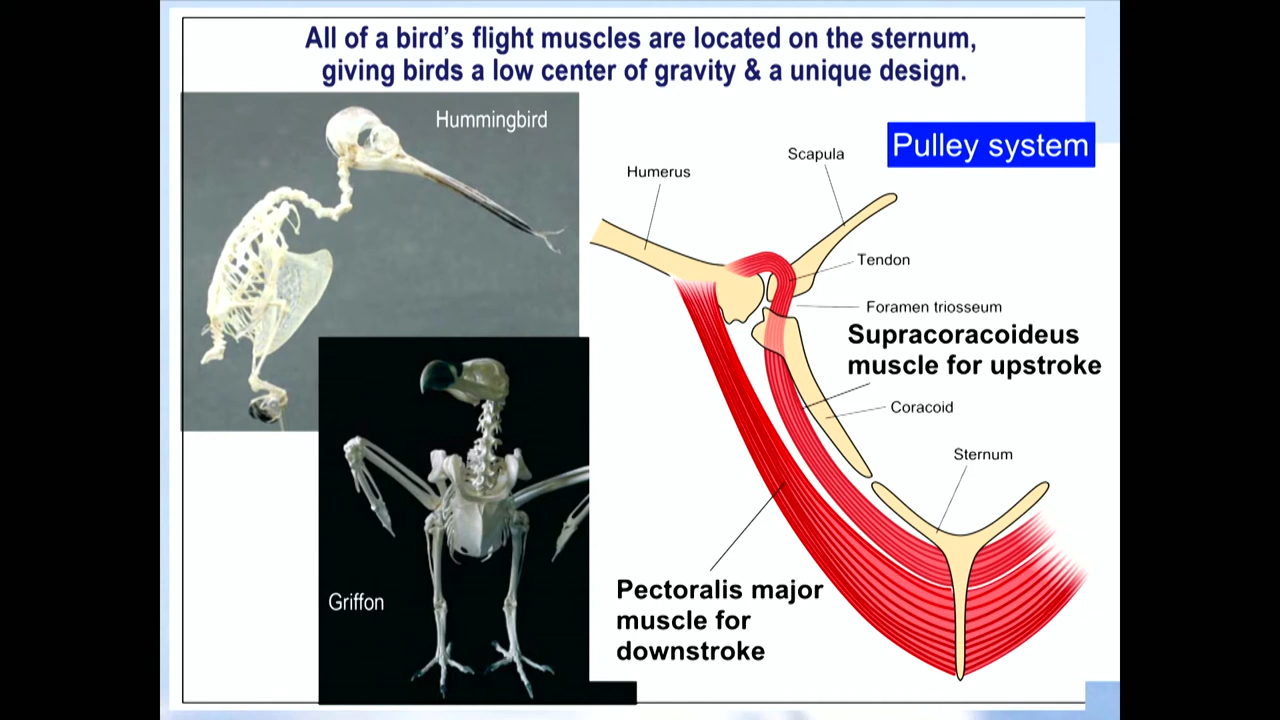 All of a bird’s flight muscles are located on the sternum,
giving birds a low center of gravity & a unique design.
Hummingbird
Pulley system
Scapula
Humerus
Tendon
Foramen triosseum
Supracoracoideus
muscle for upstroke
Coracoid
Sternum
Pectoralis major
muscle for
downstroke
Griffon